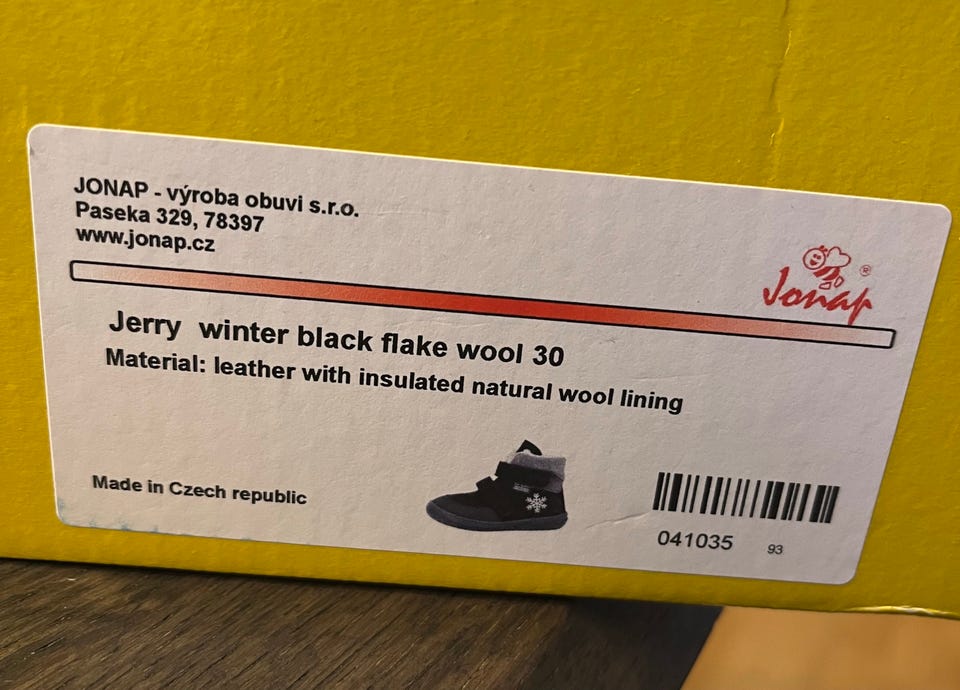 JONAP - výroba obuvi s.r.o.
Paseka 329, 78397
www.jonap.cz
Jonap ®
Jerry winter black flake wool 30
Material: leather with insulated natural wool lining
Made in Czech republic
041035 93